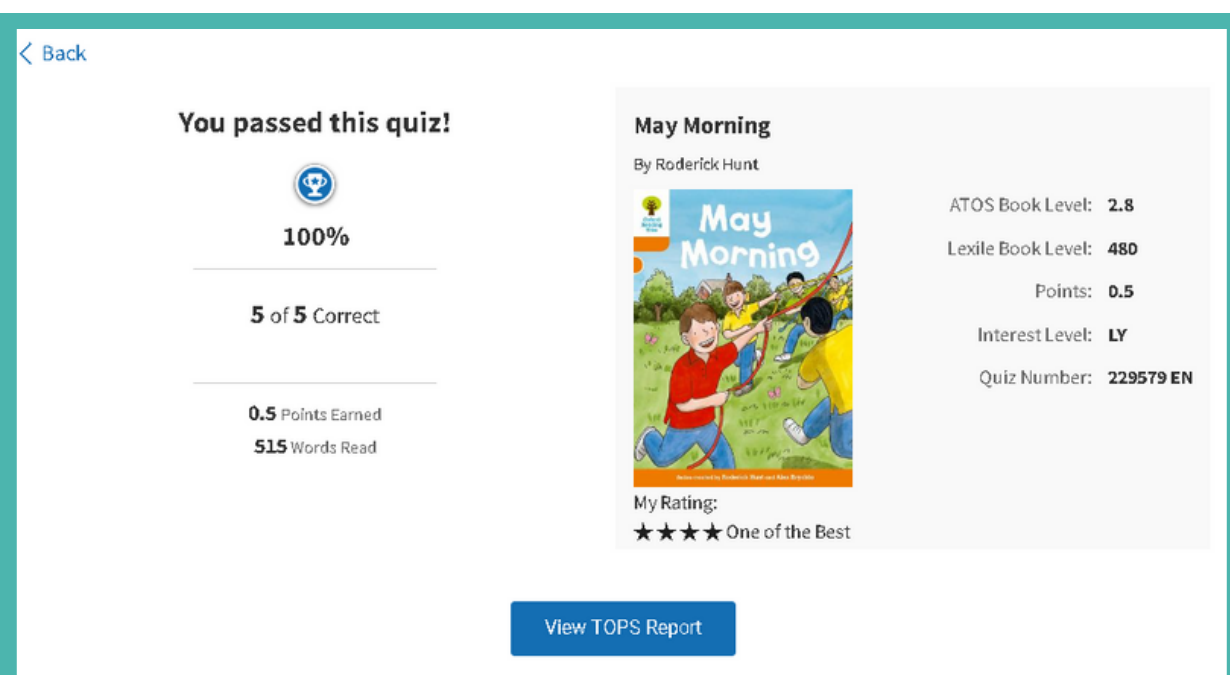 Back
You passed this quiz!
100%
5 of 5 Correct
0.5 Points Earned
515 Words Read
May Morning
By Roderick Hunt
May
Morning
My Rating:
★★★★ One of the Best
ATOS Book Level: 2.8
Lexile Book Level: 480
Points: 0.5
Interest Level: LY
Quiz Number: 229579 EN
View TOPS Report